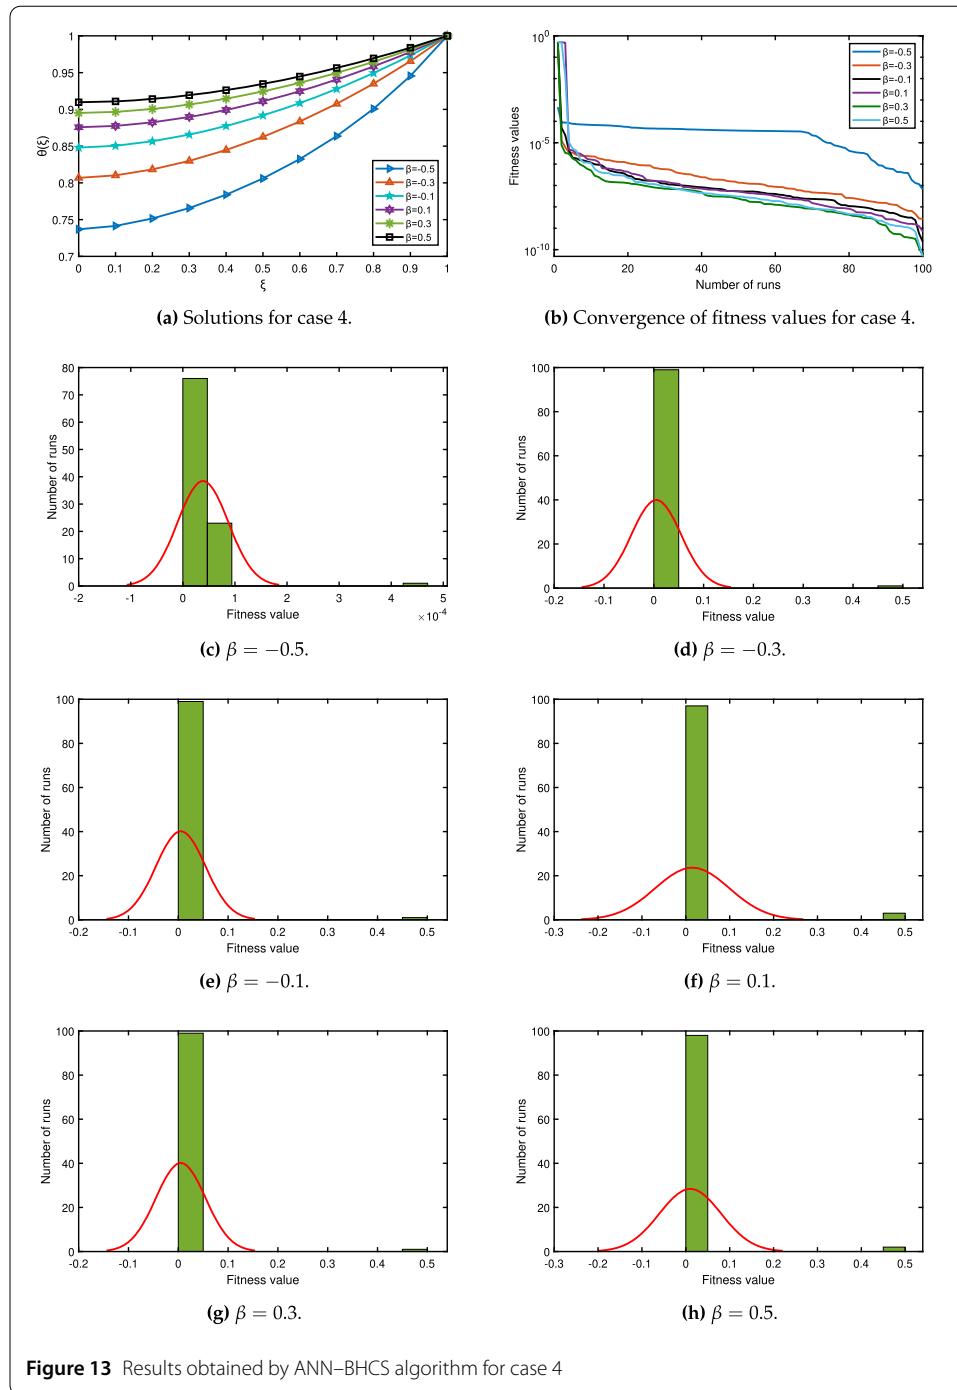 1
0.95
0.9
0.85
0.8
0.75
0.7
θ(ξ)
0 0.1 0.2 0.3 0.4 0.5 0.6 0.7 0.8 0.9 1
ξ
β=-0.5
β=-0.3
β=-0.1
β=0.1
β=0.3
β=0.5
(a) Solutions for case 4.
10^0
10^-5
10^-10
Fitness values
0 20 40 60 80 100
Number of runs
β=-0.5
β=-0.3
β=-0.1
β=0.1
β=0.3
β=0.5
(b) Convergence of fitness values for case 4.
80
70
60
50
40
30
20
10
0
Number of runs
-2 -1 0 1 2 3 4 5
Fitness value
×10^-4
(c) β = −0.5.
100
80
60
40
20
0
Number of runs
-0.2 -0.1 0 0.1 0.2 0.3 0.4 0.5
Fitness value
(d) β = −0.3.
100
80
60
40
20
0
Number of runs
-0.2 -0.1 0 0.1 0.2 0.3 0.4 0.5
Fitness value
(e) β = −0.1.
100
80
60
40
20
0
Number of runs
-0.3 -0.2 -0.1 0 0.1 0.2 0.3 0.4 0.5
Fitness value
(f) β = 0.1.
100
80
60
40
20
0
Number of runs
-0.2 -0.1 0 0.1 0.2 0.3 0.4 0.5
Fitness value
(g) β = 0.3.
100
80
60
40
20
0
Number of runs
-0.3 -0.2 -0.1 0 0.1 0.2 0.3 0.4 0.5
Fitness value
(h) β = 0.5.
Figure 13 Results obtained by ANN–BHCS algorithm for case 4